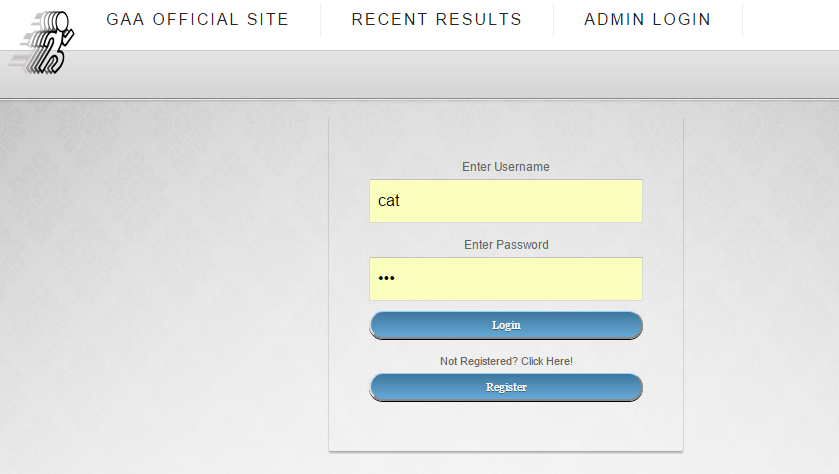 GAA OFFICIAL SITE
RECENT RESULTS
ADMIN LOGIN
Enter Username
cat
Enter Password
•••
Login
Not Registered? Click Here!
Register